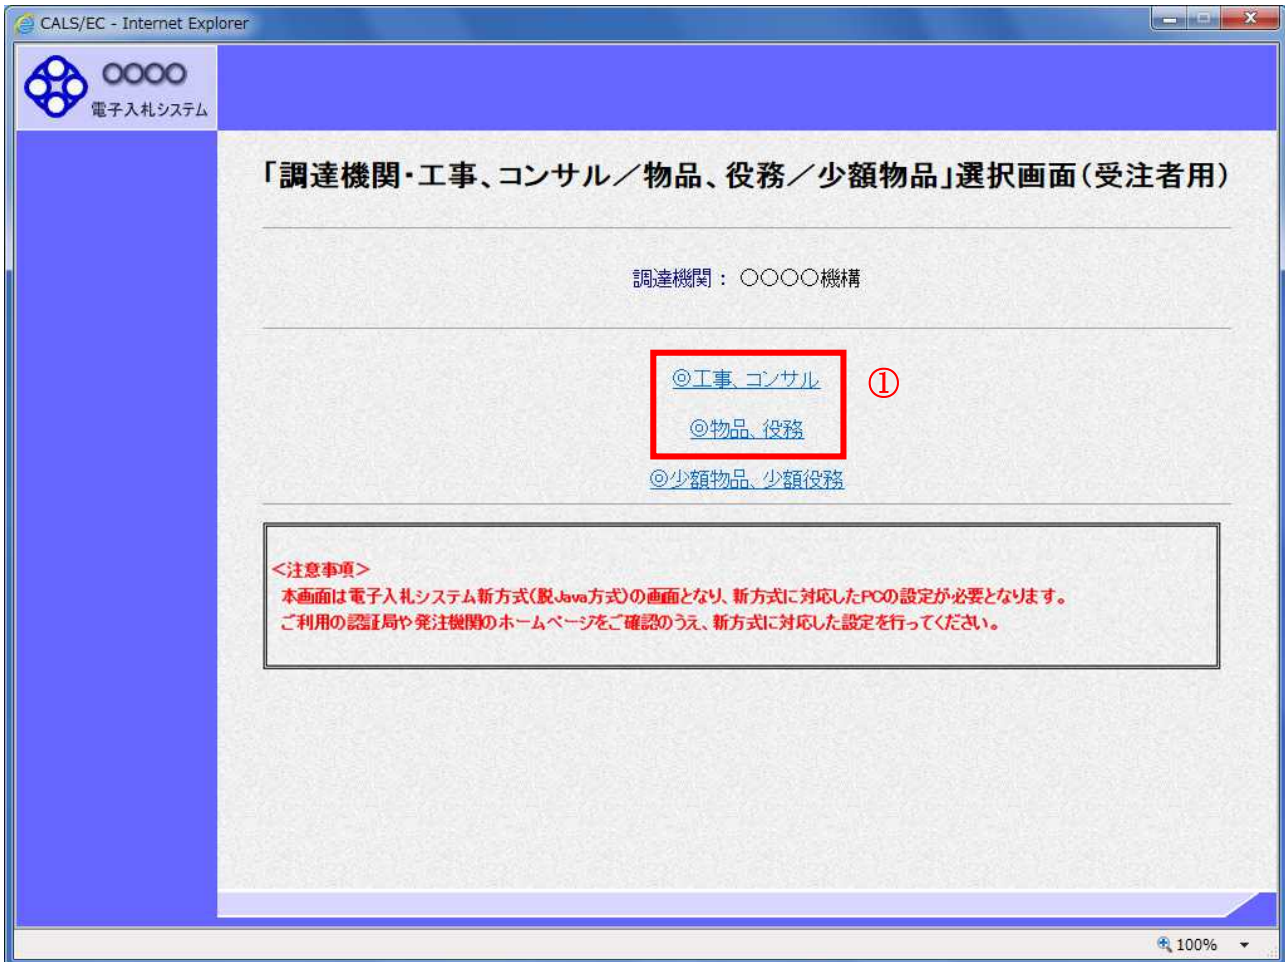 CALS/EC - Internet Explorer
○○○○
電子入札システム
「調達機関・工事、コンサル／物品、役務／少額物品」選択画面（受注者用）
調達機関： ○○○○機構
◎工事、コンサル
①
◎物品、役務
◎少額物品、少額役務
＜注意事項＞
本画面は電子入札システム新方式(脱Java方式)の画面となり、新方式に対応したPCの設定が必要となります。
ご利用の認証局や発注機関のホームページをご確認のうえ、新方式に対応した設定を行ってください。
100%